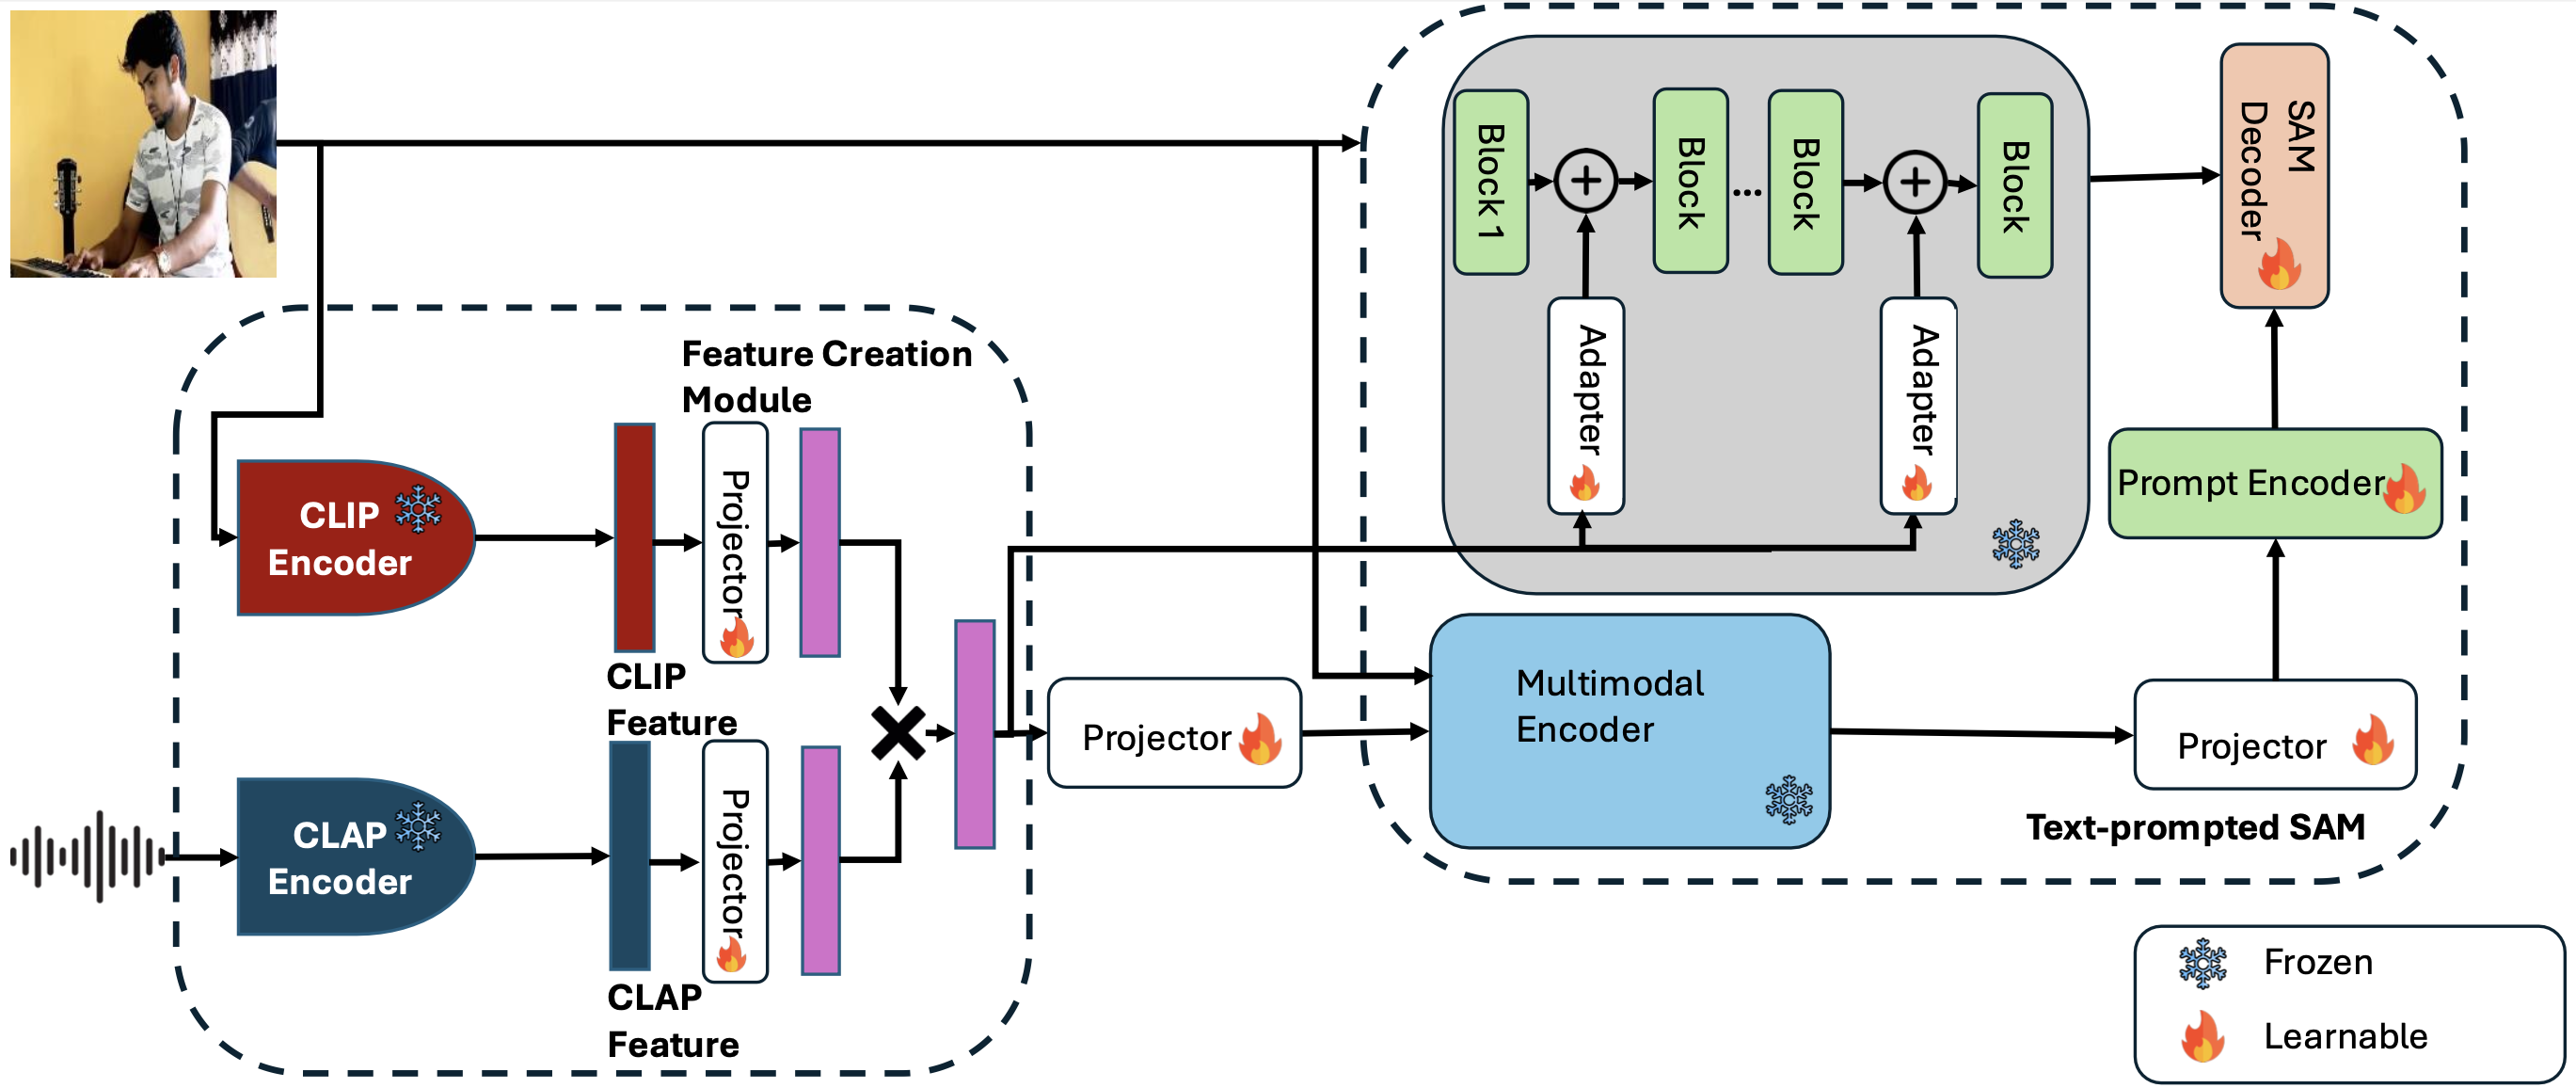 Block 1
Block
...
Block
Block
SAM
Decoder
Adapter
Adapter
Feature Creation
Module
CLIP
Encoder
Projector
Prompt Encoder
CLIP
Feature
Multimodal
Encoder
Projector
Projector
CLAP
Encoder
Projector
Text-prompted SAM
CLAP
Feature
Frozen
Learnable